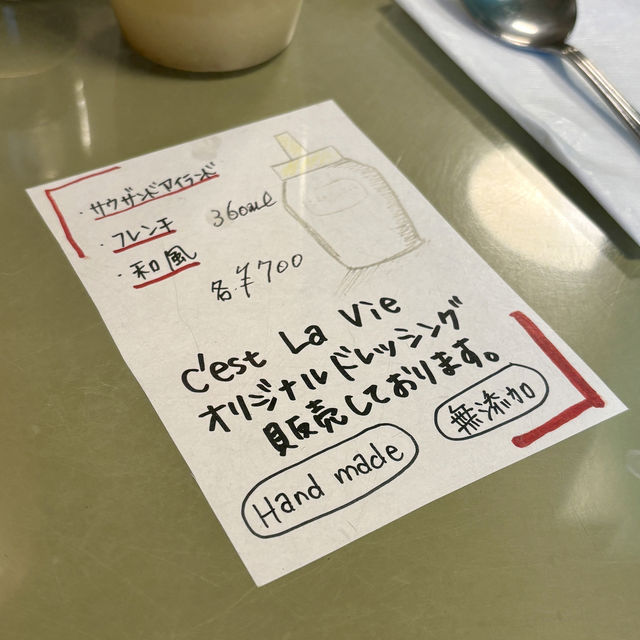 ・サウザンドアイランド
・フレンチ
・和風
360ml
各¥700
C'est La Vie
オリジナルドレッシング
販売しております。
Hand made
無添加